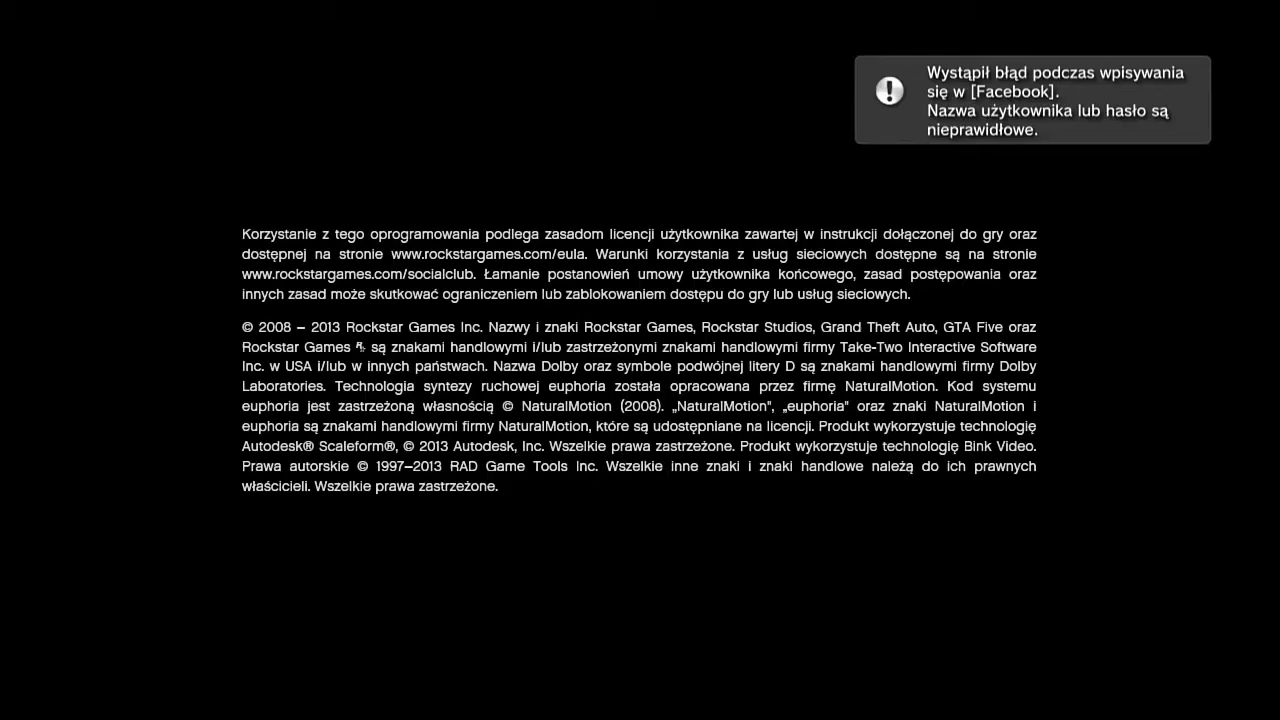 Wystąpił błąd podczas wpisywania
się w [Facebook].
Nazwa użytkownika lub hasło są
nieprawidłowe.
Korzystanie z tego oprogramowania podlega zasadom licencji użytkownika zawartej w instrukcji dołączonej do gry oraz
dostępnej na stronie www.rockstargames.com/eula. Warunki korzystania z usług sieciowych dostępne są na stronie
www.rockstargames.com/socialclub. Łamanie postanowień umowy użytkownika końcowego, zasad postępowania oraz
innych zasad może skutkować ograniczeniem lub zablokowaniem dostępu do gry lub usług sieciowych.
© 2008 – 2013 Rockstar Games Inc. Nazwy i znaki Rockstar Games, Rockstar Studios, Grand Theft Auto, GTA Five oraz
Rockstar Games R* są znakami handlowymi i/lub zastrzeżonymi znakami handlowymi firmy Take-Two Interactive Software
Inc. w USA i/lub w innych państwach. Nazwa Dolby oraz symbole podwójnej litery D są znakami handlowymi firmy Dolby
Laboratories. Technologia syntezy ruchowej euphoria została opracowana przez firmę NaturalMotion. Kod systemu
euphoria jest zastrzeżoną własnością © NaturalMotion (2008). „NaturalMotion", „euphoria" oraz znaki NaturalMotion i
euphoria są znakami handlowymi firmy NaturalMotion, które są udostępniane na licencji. Produkt wykorzystuje technologię
Autodesk® Scaleform®, © 2013 Autodesk, Inc. Wszelkie prawa zastrzeżone. Produkt wykorzystuje technologię Bink Video.
Prawa autorskie © 1997–2013 RAD Game Tools Inc. Wszelkie inne znaki i znaki handlowe należą do ich prawnych
właścicieli. Wszelkie prawa zastrzeżone.